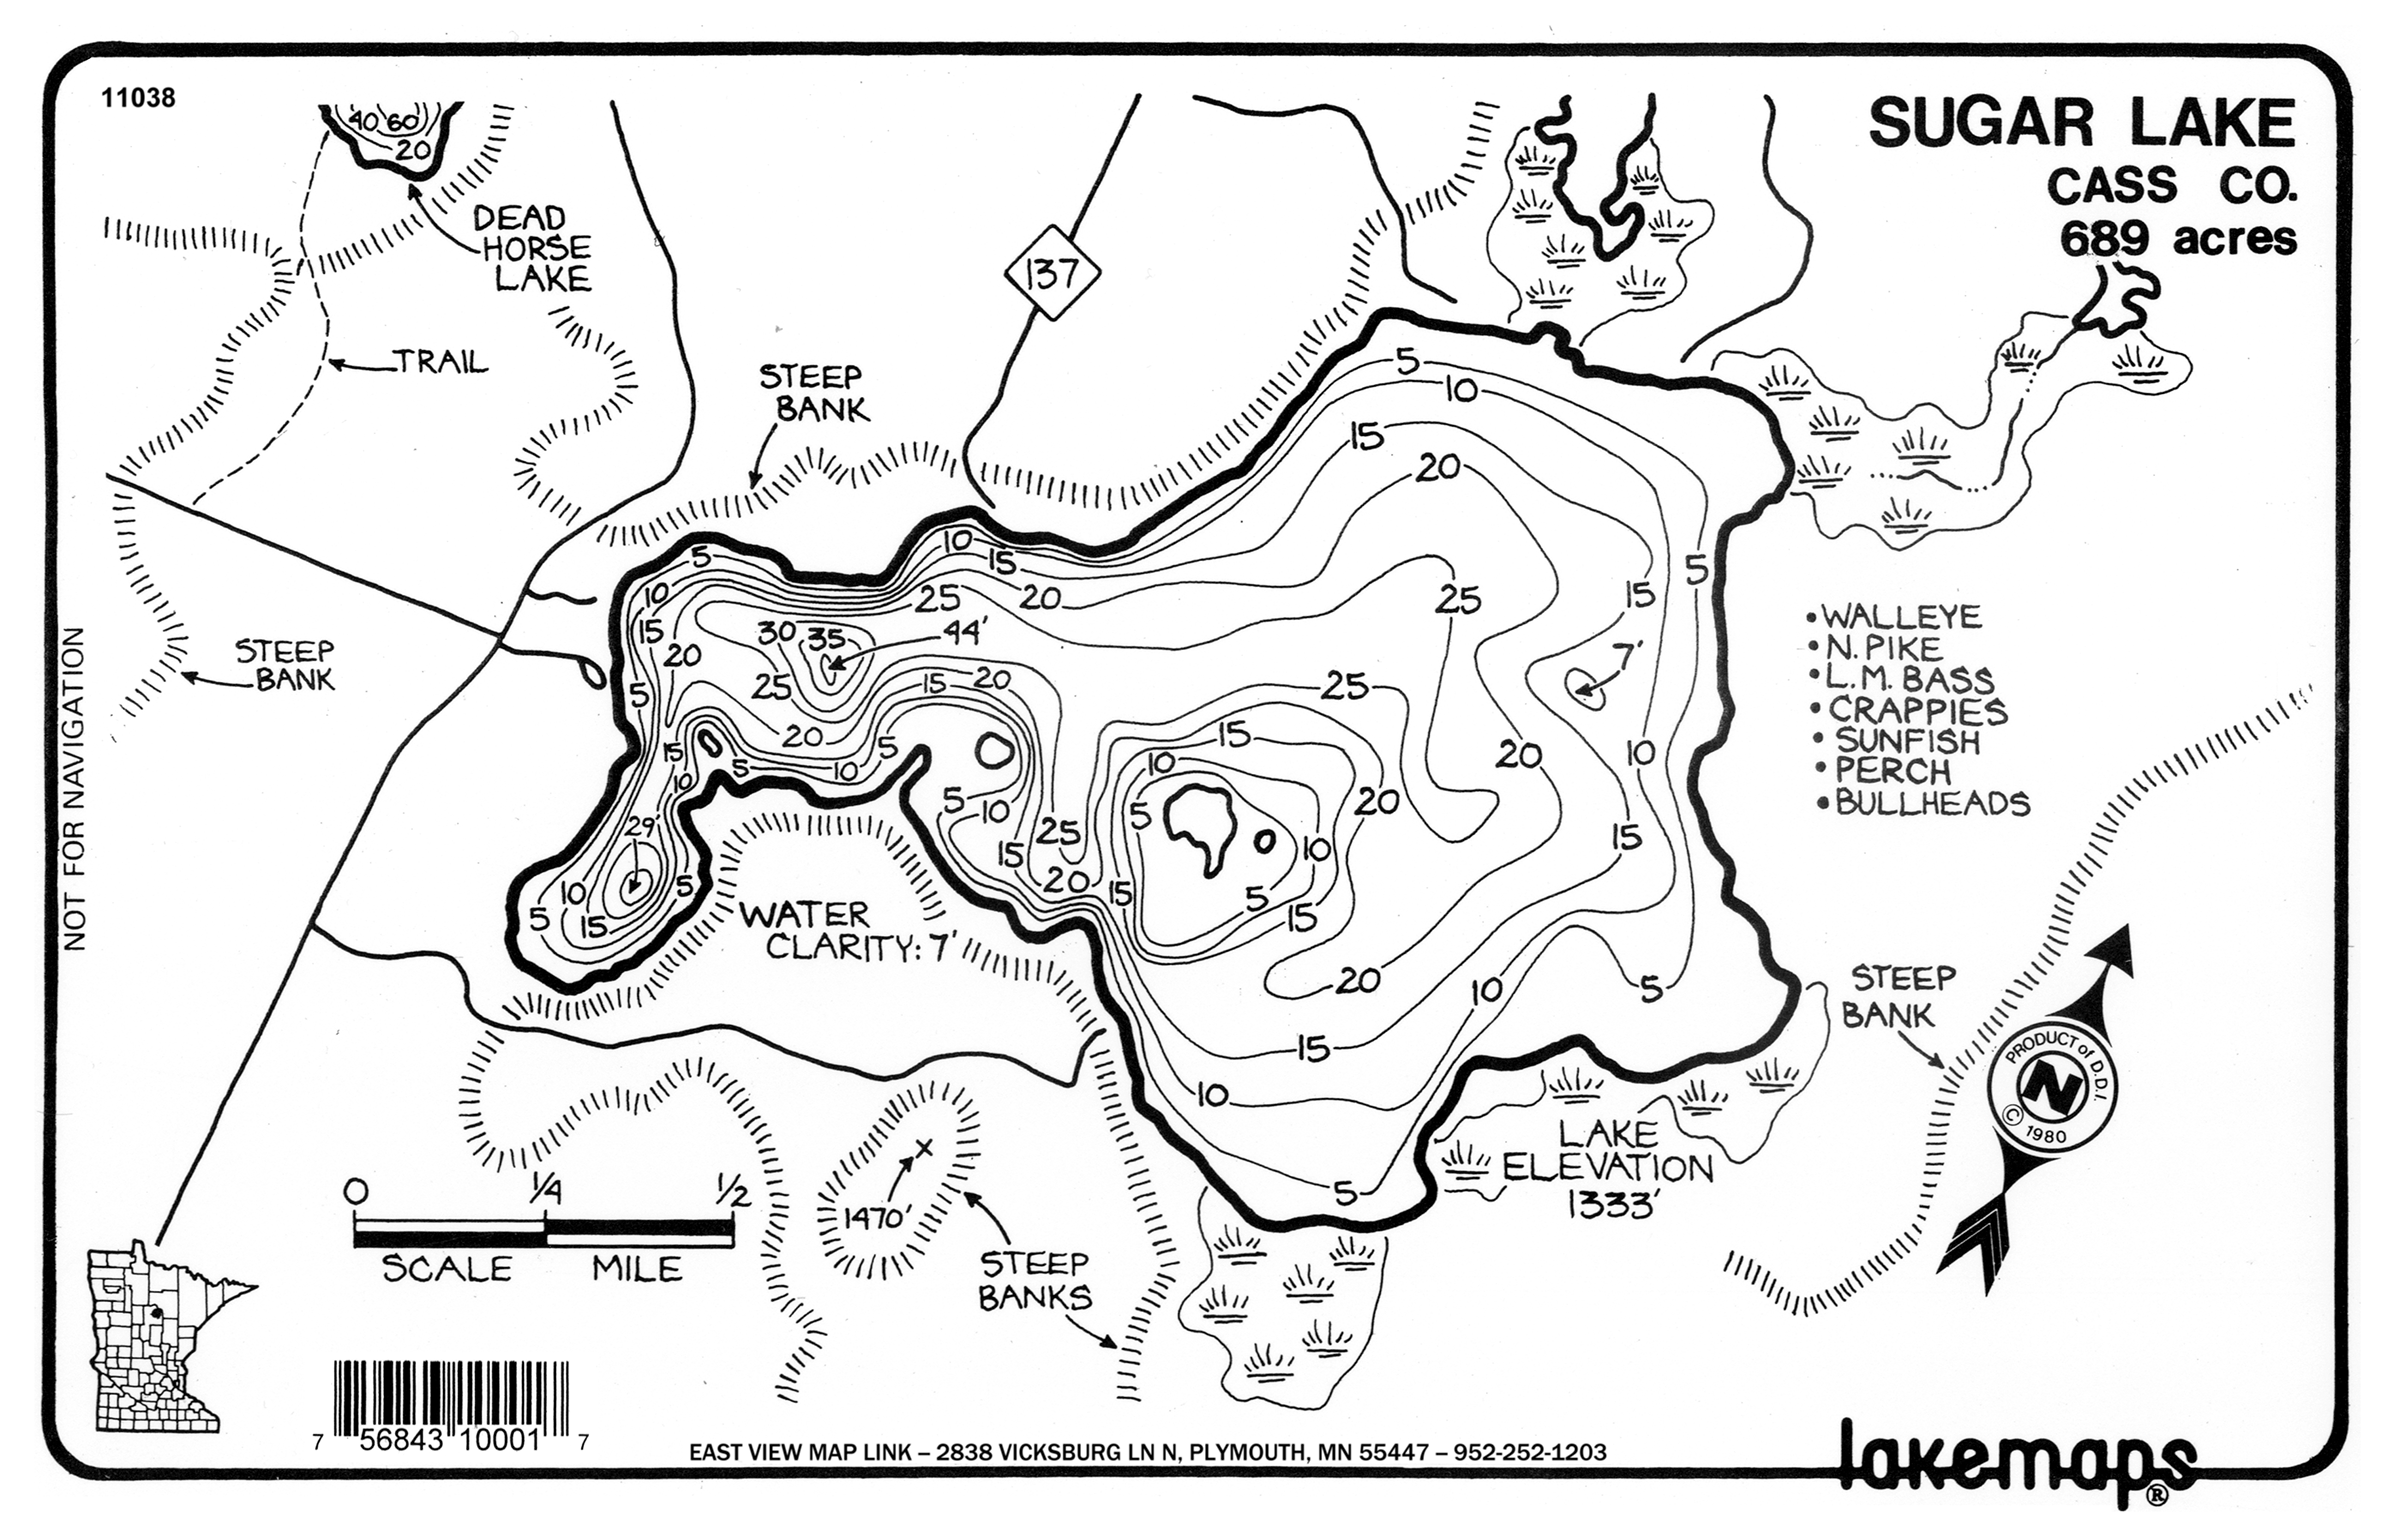 11038
SUGAR LAKE
CASS CO.
689 acres
40 60
20
DEAD
HORSE
LAKE
TRAIL
137
STEEP
BANK
STEEP
BANK
NOT FOR NAVIGATION
5
10
15
20
5
10
15
25
20
30
35
44'
25
20
15
20
5
15
10
5
10
5
29'
10
5
15
5
5
10
15
25
20
15
5
10
15
20
25
5
15
7'
10
20
15
25
15
10
5
20
10
5
15
20
15
10
5
10
5
WATER
CLARITY: 7'
• WALLEYE
• N. PIKE
• L.M. BASS
• CRAPPIES
• SUNFISH
• PERCH
• BULLHEADS
STEEP
BANK
PRODUCT of D.D.I.
N
© 1980
LAKE
ELEVATION
1333'
1470'
STEEP
BANKS
0 1/4 1/2
SCALE MILE
7 56843 10001 7
EAST VIEW MAP LINK – 2838 VICKSBURG LN N, PLYMOUTH, MN 55447 – 952-252-1203
lakemaps®